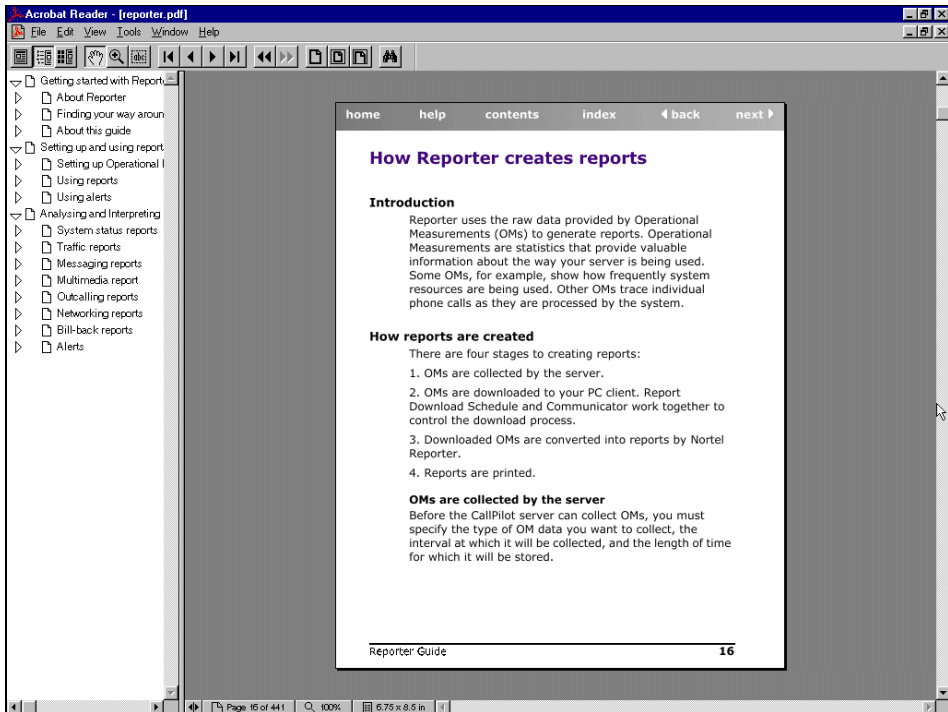 Acrobat Reader - [reporter.pdf]
File Edit View Tools Window Help
abc
Getting started with Reporte
About Reporter
Finding your way aroun
About this guide
Setting up and using report
Setting up Operational
Using reports
Using alerts
Analysing and Interpreting
System status reports
Traffic reports
Messaging reports
Multimedia report
Outcalling reports
Networking reports
Bill-back reports
Alerts
home help contents index back next
How Reporter creates reports
Introduction
Reporter uses the raw data provided by Operational
Measurements (OMs) to generate reports. Operational
Measurements are statistics that provide valuable
information about the way your server is being used.
Some OMs, for example, show how frequently system
resources are being used. Other OMs trace individual
phone calls as they are processed by the system.
How reports are created
There are four stages to creating reports:
1. OMs are collected by the server.
2. OMs are downloaded to your PC client. Report
Download Schedule and Communicator work together to
control the download process.
3. Downloaded OMs are converted into reports by Nortel
Reporter.
4. Reports are printed.
OMs are collected by the server
Before the CallPilot server can collect OMs, you must
specify the type of OM data you want to collect, the
interval at which it will be collected, and the length of time
for which it will be stored.
Reporter Guide 16
Page 16 of 441 100% 6.75 x 8.5 in